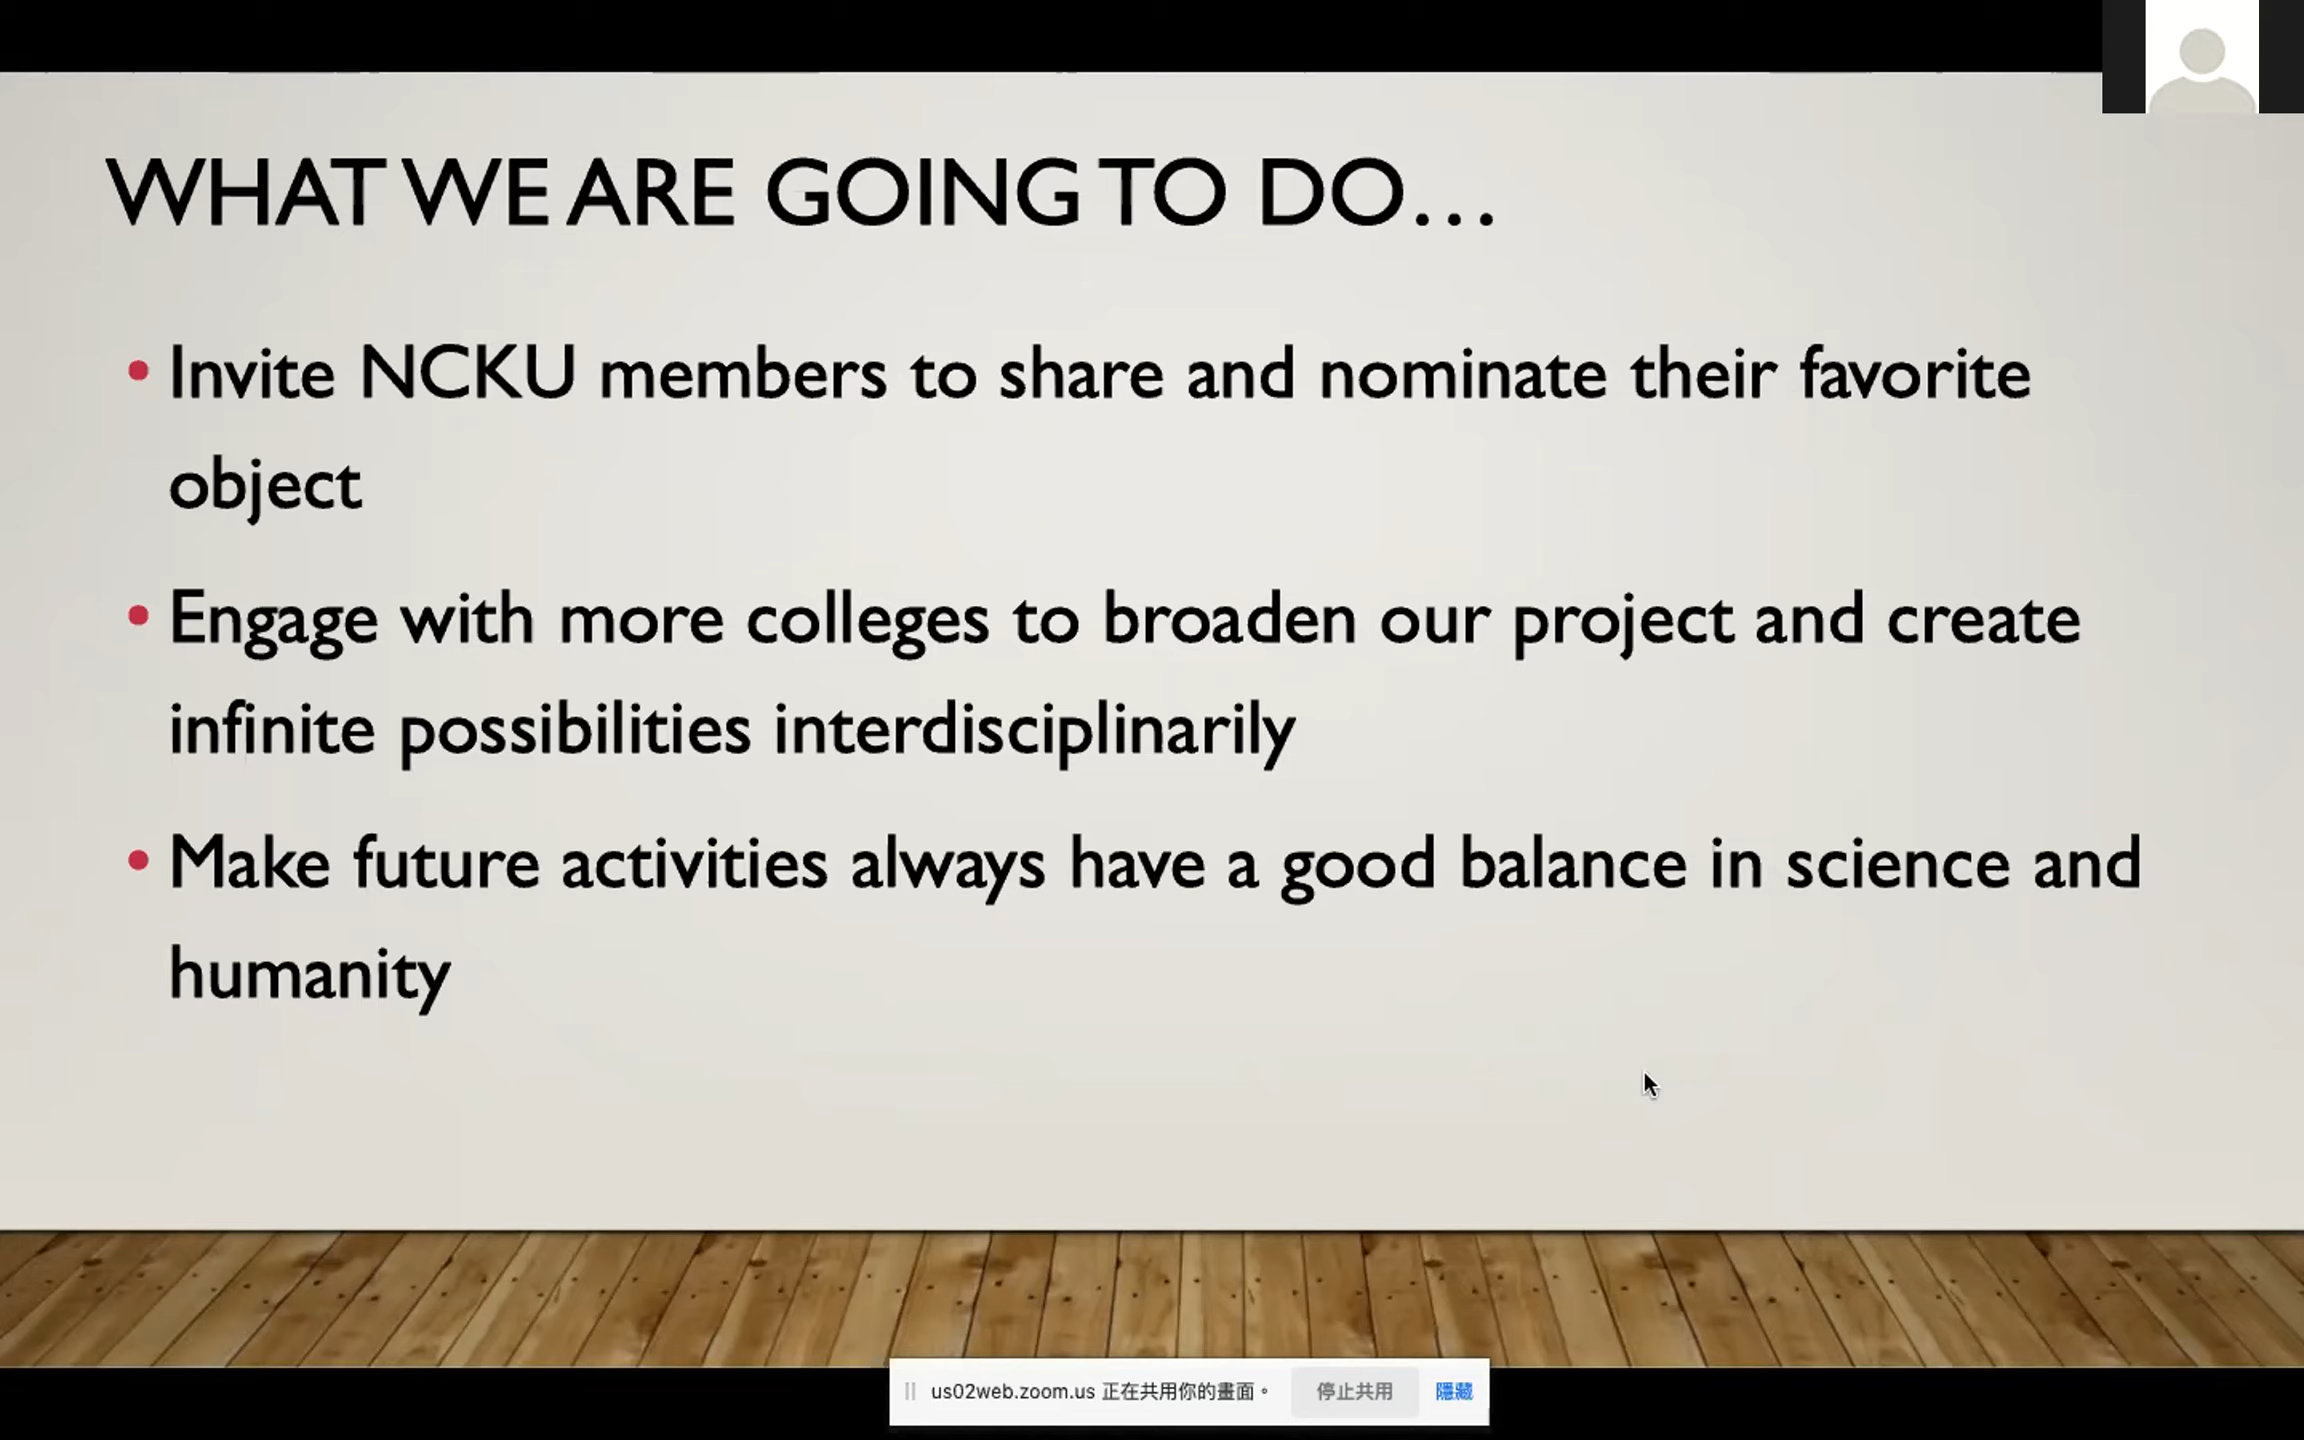 WHAT WE ARE GOING TO DO...
• Invite NCKU members to share and nominate their favorite
object
• Engage with more colleges to broaden our project and create
infinite possibilities interdisciplinarily
• Make future activities always have a good balance in science and
humanity
us02web.zoom.us 正在共用你的畫面。 停止共用 隱藏